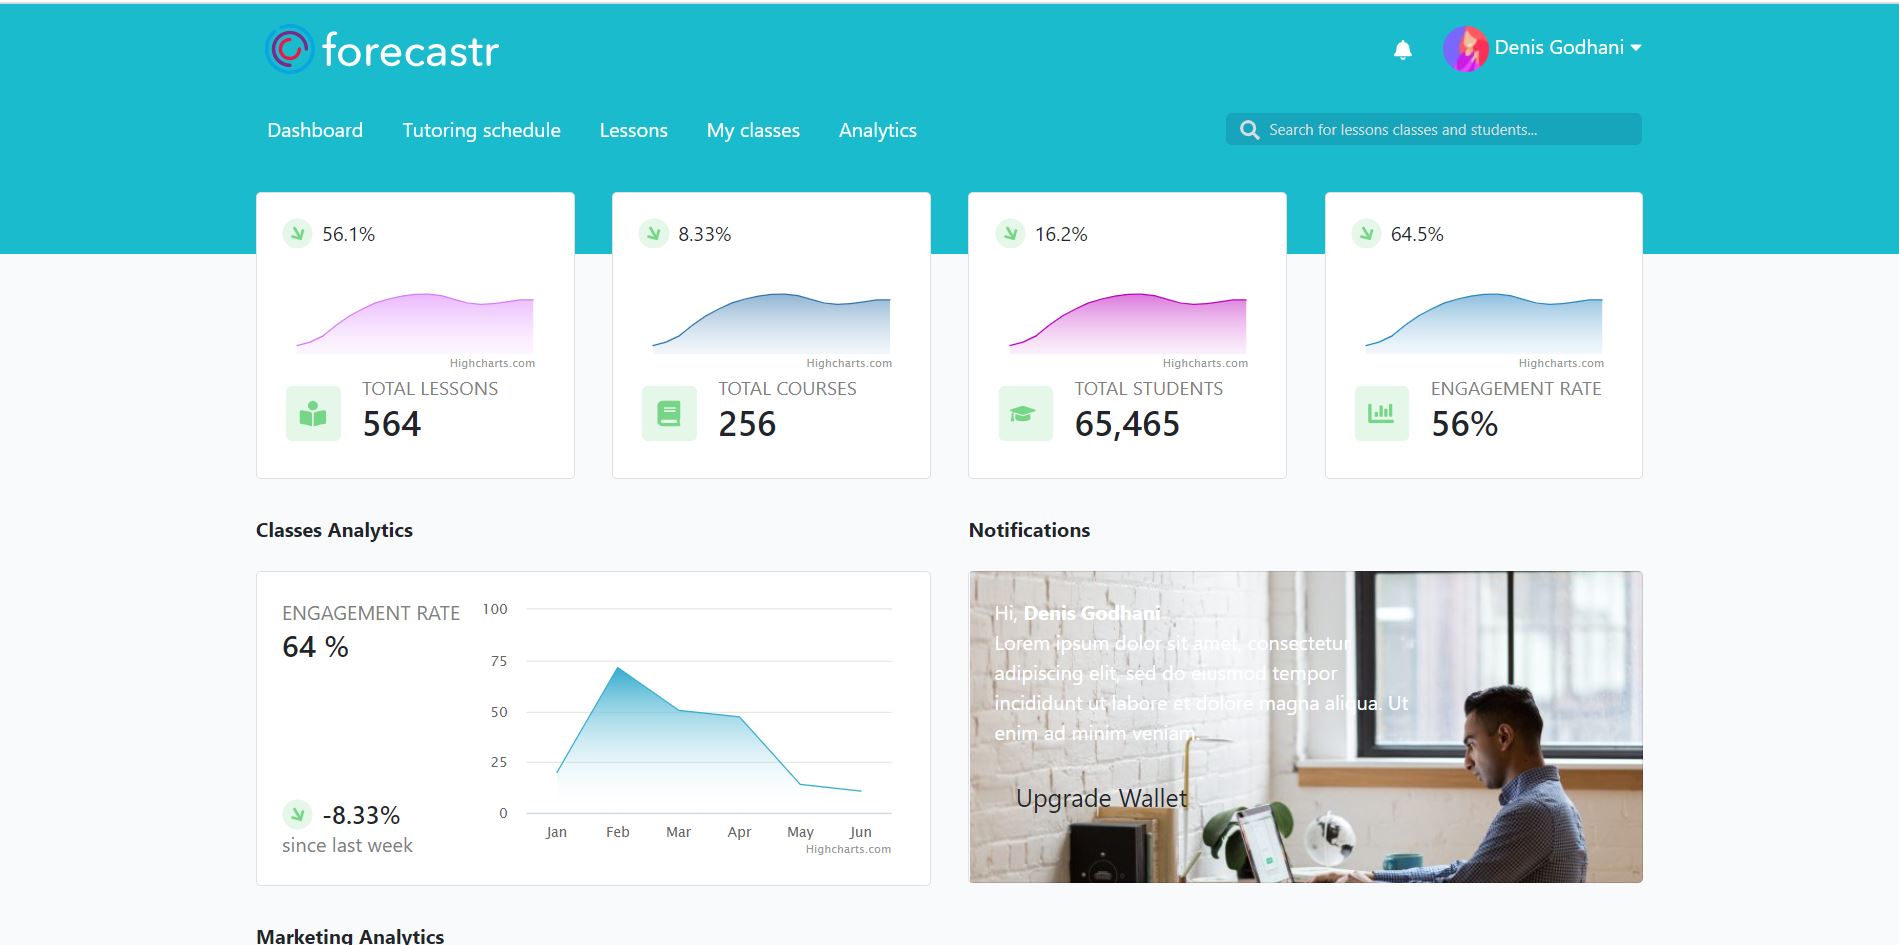 forecastr
Denis Godhani
Dashboard Tutoring schedule Lessons My classes Analytics
Search for lessons classes and students...
56.1%
Highcharts.com
TOTAL LESSONS
564
8.33%
Highcharts.com
TOTAL COURSES
256
16.2%
Highcharts.com
TOTAL STUDENTS
65,465
64.5%
Highcharts.com
ENGAGEMENT RATE
56%
Classes Analytics
ENGAGEMENT RATE
64 %
-8.33%
since last week
100
75
50
25
0
Jan Feb Mar Apr May Jun
Highcharts.com
Notifications
Hi, Denis Godhani
Lorem ipsum dolor sit amet, consectetur
adipiscing elit, sed do eiusmod tempor
incididunt ut labore et dolore magna aliqua. Ut
enim ad minim veniam.
Upgrade Wallet
Marketing Analytics